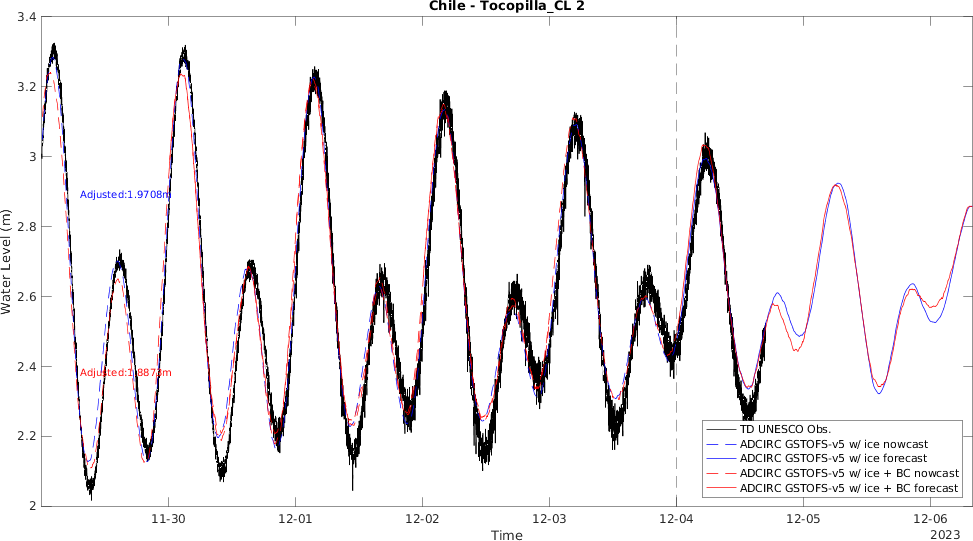 Chile - Tocopilla_CL 2
3.4
3.2
3
2.8
2.6
2.4
2.2
2
Water Level (m)
Adjusted:1.9708m
Adjusted:1.8873m
TD UNESCO Obs.
ADCIRC GSTOFS-v5 w/ ice nowcast
ADCIRC GSTOFS-v5 w/ ice forecast
ADCIRC GSTOFS-v5 w/ ice + BC nowcast
ADCIRC GSTOFS-v5 w/ ice + BC forecast
11-30 12-01 12-02 12-03 12-04 12-05 12-06
Time
2023